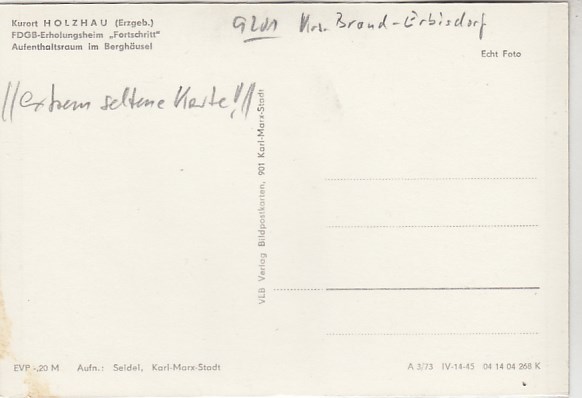 Kurort HOLZHAU (Erzgeb.)
FDGB-Erholungsheim „Fortschritt"
Aufenthaltsraum im Berghäusel
9201 Krs. Brand-Erbisdorf
Echt Foto
!!extrem seltene Karte!!
VEB Verlag Bildpostkarten, 901 Karl-Marx-Stadt
EVP -,20 M Aufn.: Seidel, Karl-Marx-Stadt
A 3/73 IV-14-45 04 14 04 268 K